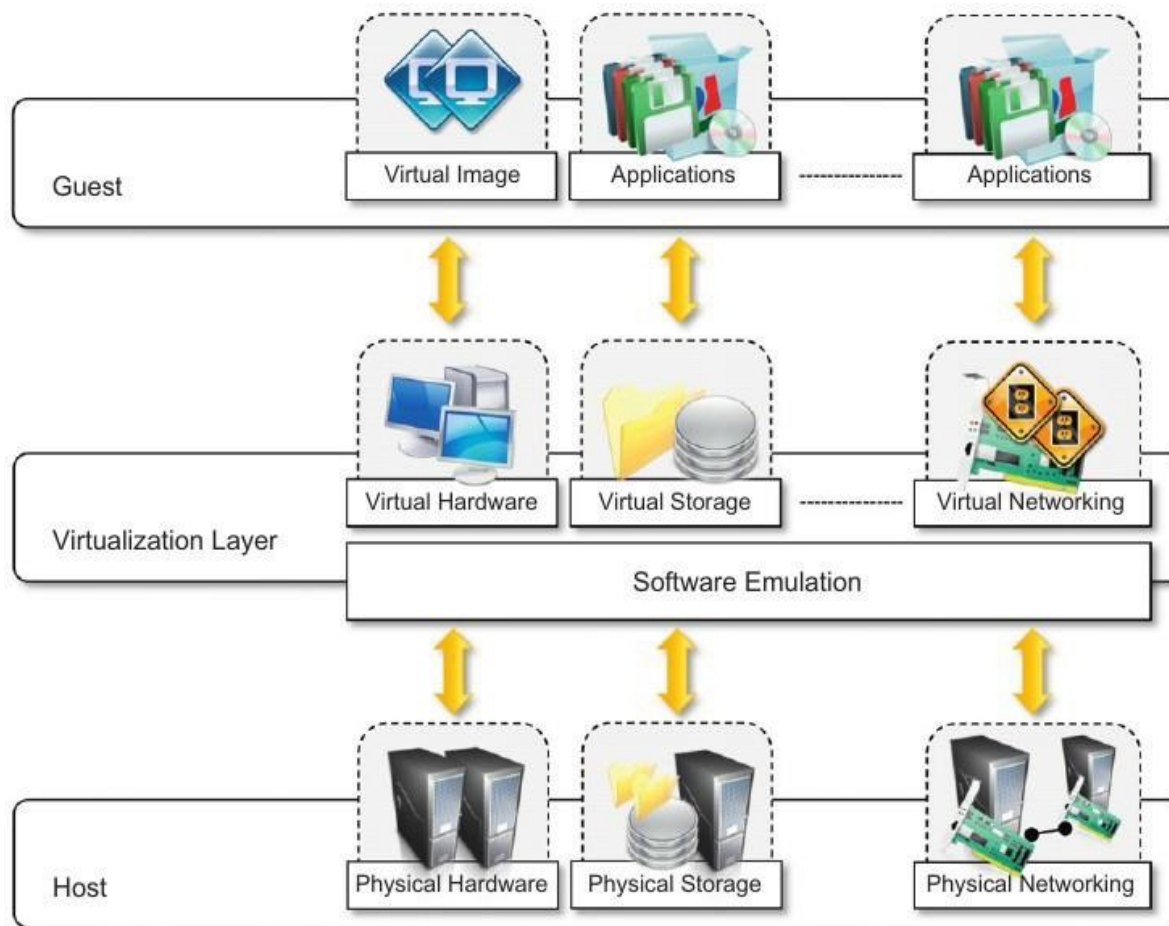 Guest
Virtual Image
Applications
Applications
Virtualization Layer
Virtual Hardware
Virtual Storage
Virtual Networking
Software Emulation
Host
Physical Hardware
Physical Storage
Physical Networking